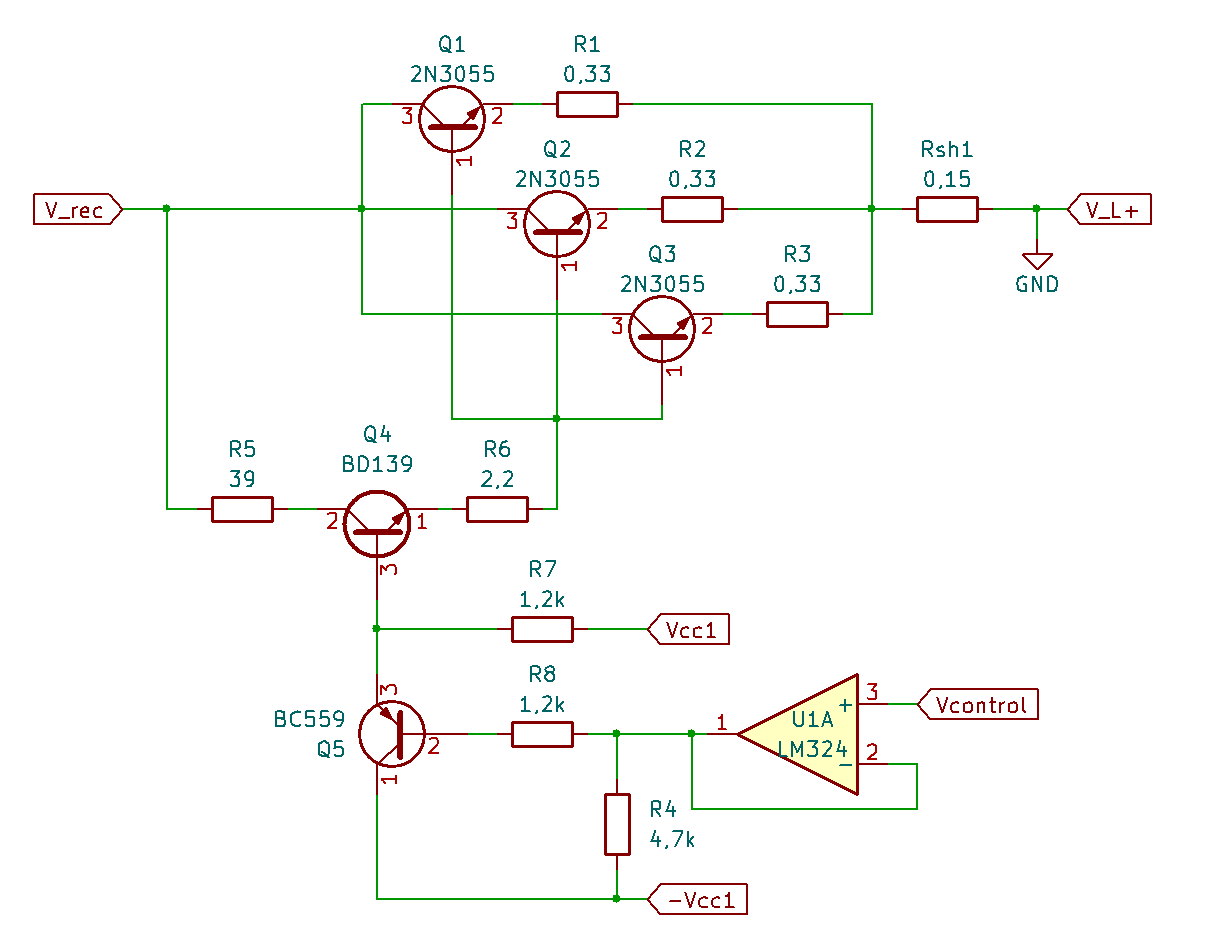 Q1
2N3055
R1
0,33
3
2
1
Q2
2N3055
R2
0,33
Rsh1
0,15
V_rec
3
2
1
V_L+
Q3
2N3055
R3
0,33
GND
3
2
1
R5
39
Q4
BD139
R6
2,2
2
1
3
R7
1,2k
Vcc1
R8
1,2k
3
BC559
Q5
2
1
1
U1A
LM324
+
-
3
2
Vcontrol
R4
4,7k
-Vcc1